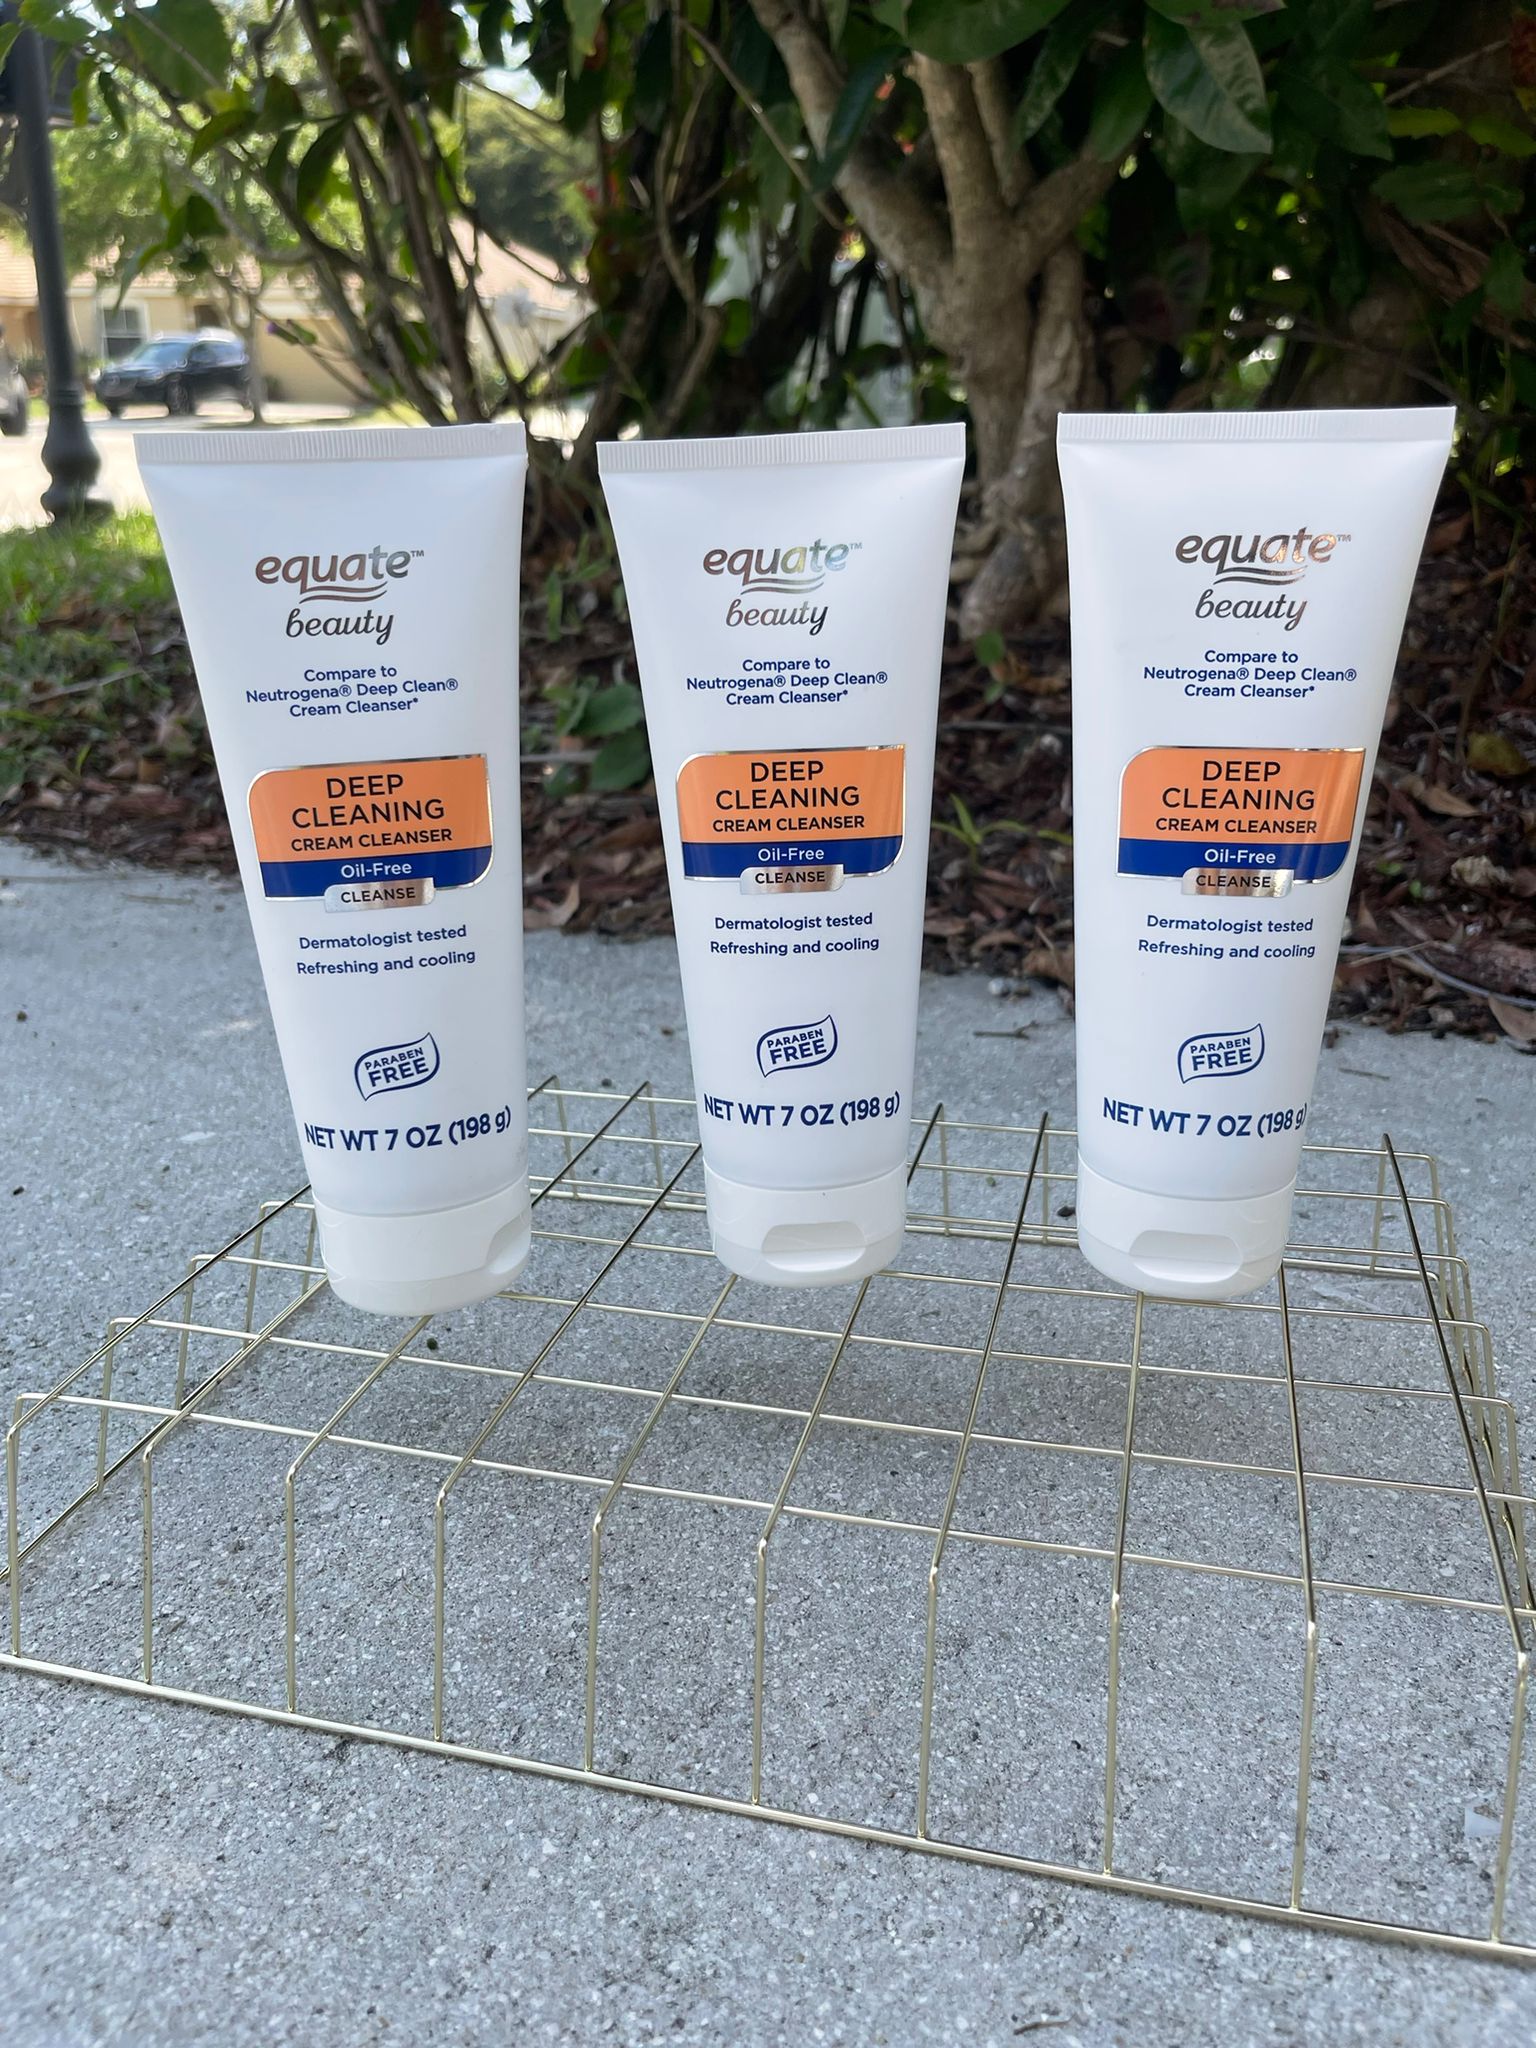 equate™
beauty
Compare to
Neutrogena® Deep Clean®
Cream Cleanser*
DEEP
CLEANING
CREAM CLEANSER
Oil-Free
CLEANSE
Dermatologist tested
Refreshing and cooling
PARABEN
FREE
NET WT 7 OZ (198 g)
equate™
beauty
Compare to
Neutrogena® Deep Clean®
Cream Cleanser*
DEEP
CLEANING
CREAM CLEANSER
Oil-Free
CLEANSE
Dermatologist tested
Refreshing and cooling
PARABEN
FREE
NET WT 7 OZ (198 g)
equate™
beauty
Compare to
Neutrogena® Deep Clean®
Cream Cleanser*
DEEP
CLEANING
CREAM CLEANSER
Oil-Free
CLEANSE
Dermatologist tested
Refreshing and cooling
PARABEN
FREE
NET WT 7 OZ (198 g)